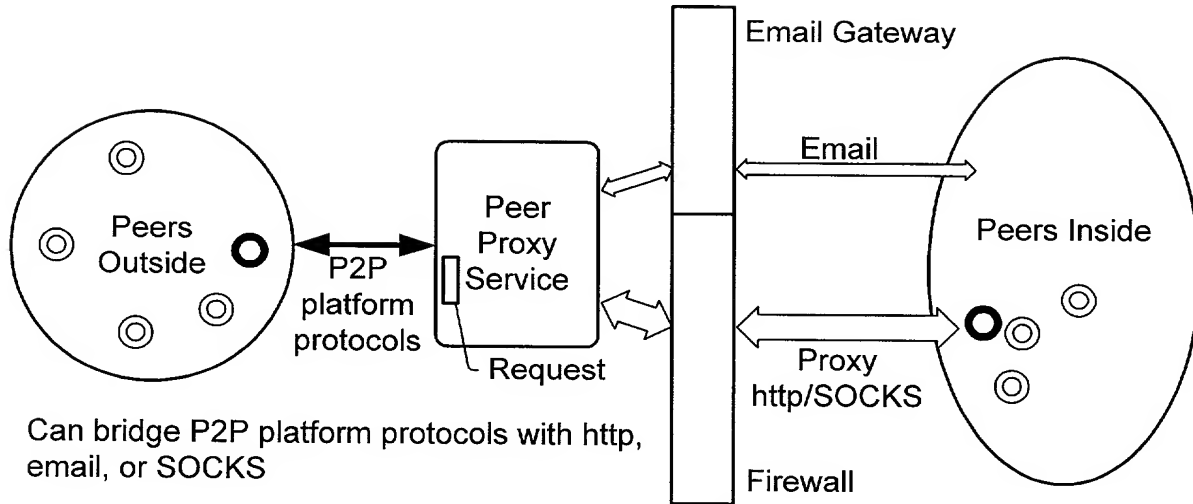 Email Gateway
Email
Peers
Outside
Peer
Proxy
Service
Peers Inside
P2P
platform
protocols
Request
Proxy
http/SOCKS
Can bridge P2P platform protocols with http,
email, or SOCKS
Firewall